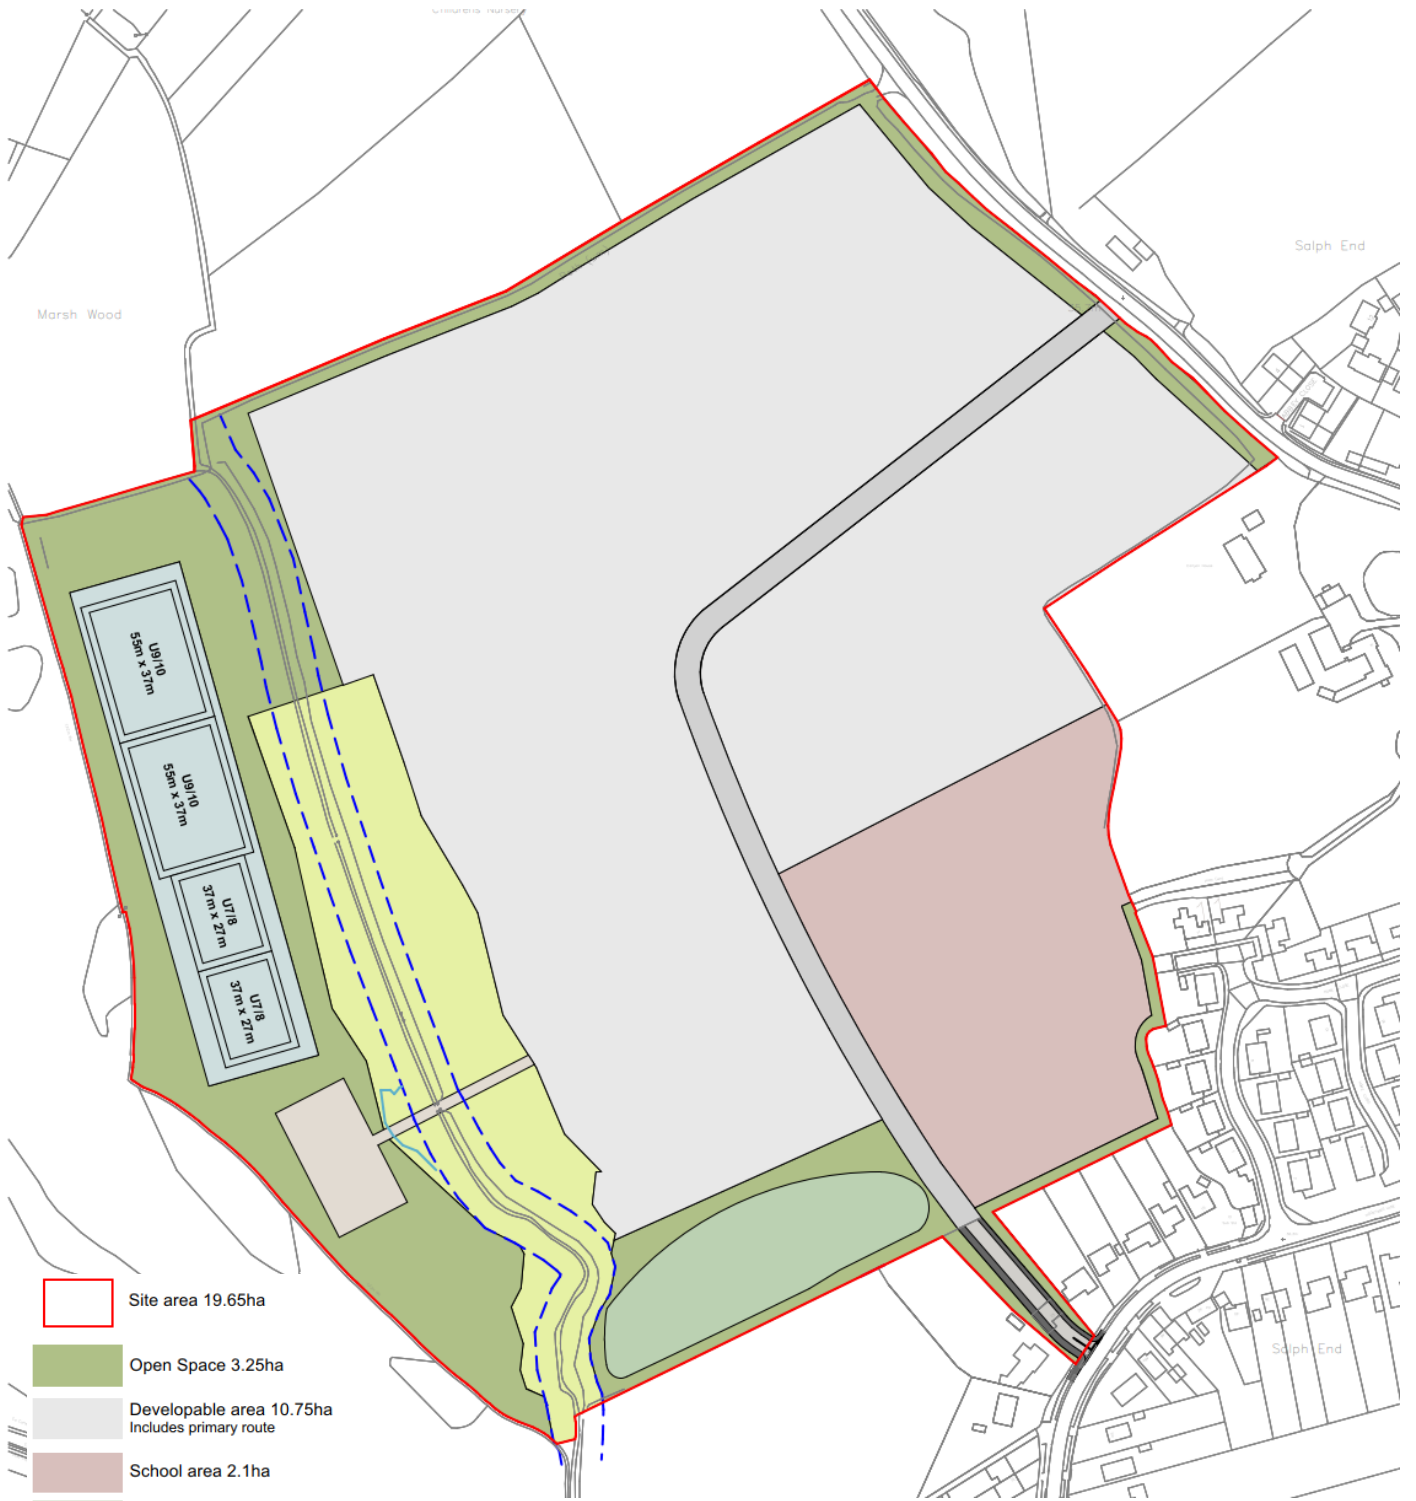 Childrens Nursery
Salph End
Marsh Wood
U9/10
55m x 37m
U9/10
55m x 37m
U7/8
37m x 27m
U7/8
37m x 27m
Salph End
Site area 19.65ha
Open Space 3.25ha
Developable area 10.75ha
Includes primary route
School area 2.1ha